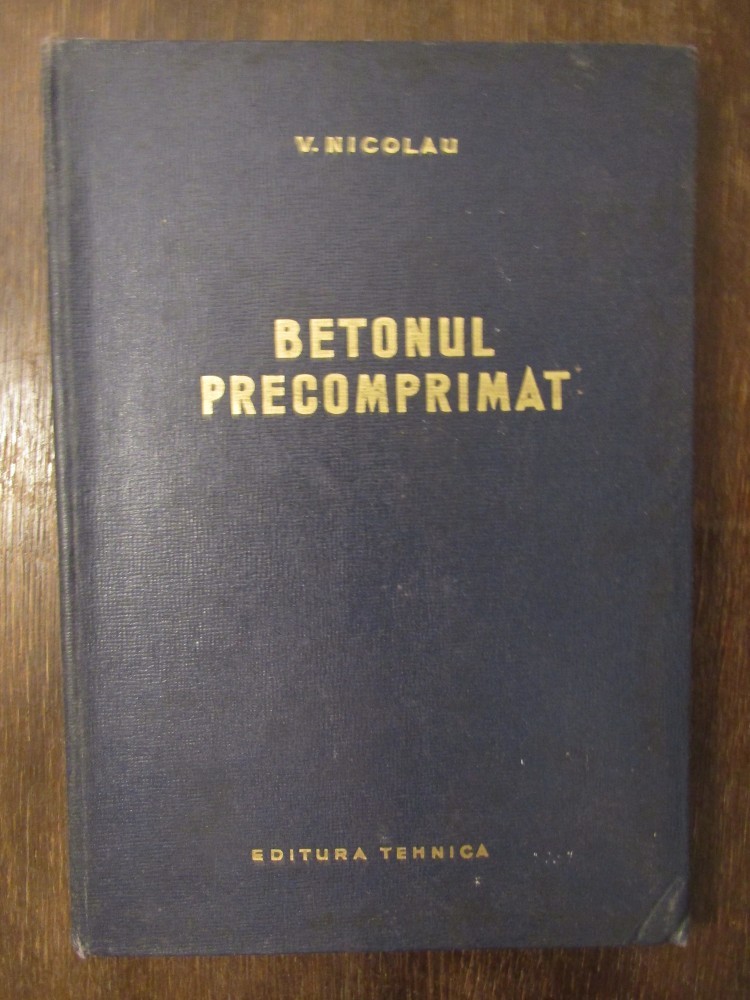 V. NICOLAU
BETONUL
PRECOMPRIMAT
EDITURA TEHNICA